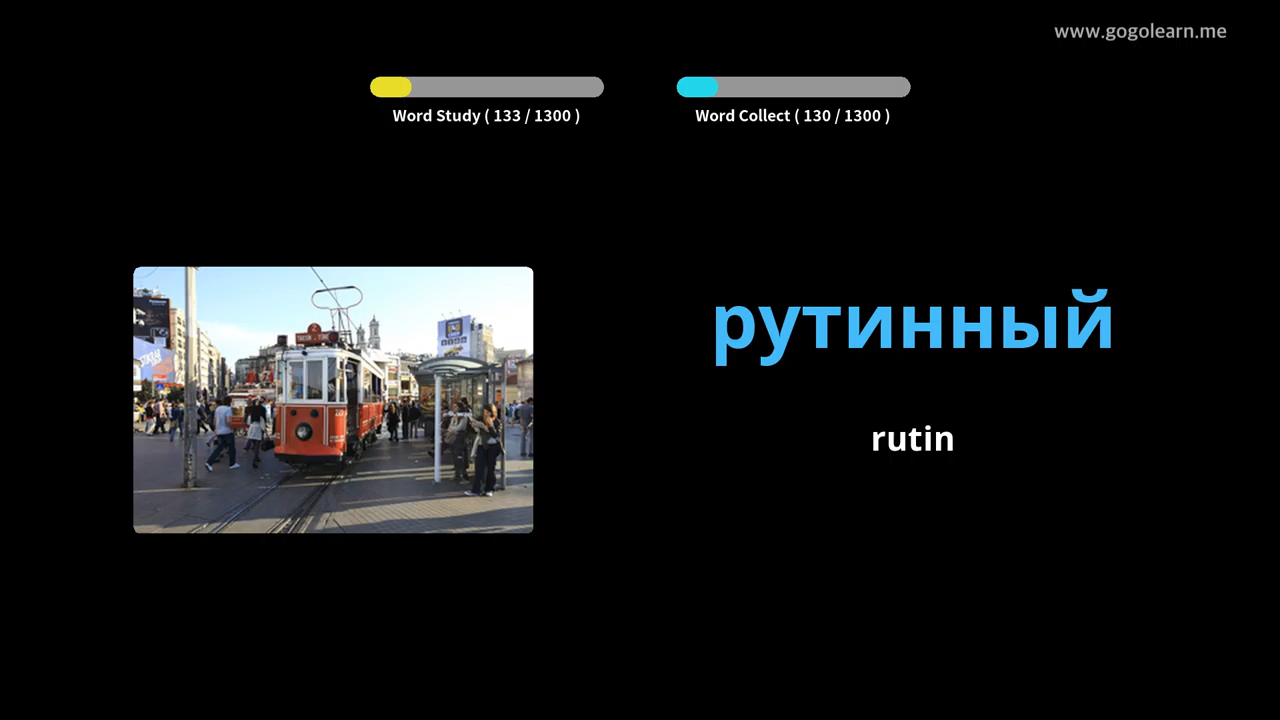 www.gogolearn.me
Word Study ( 133 / 1300 )
Word Collect ( 130 / 1300 )
рутинный
rutin